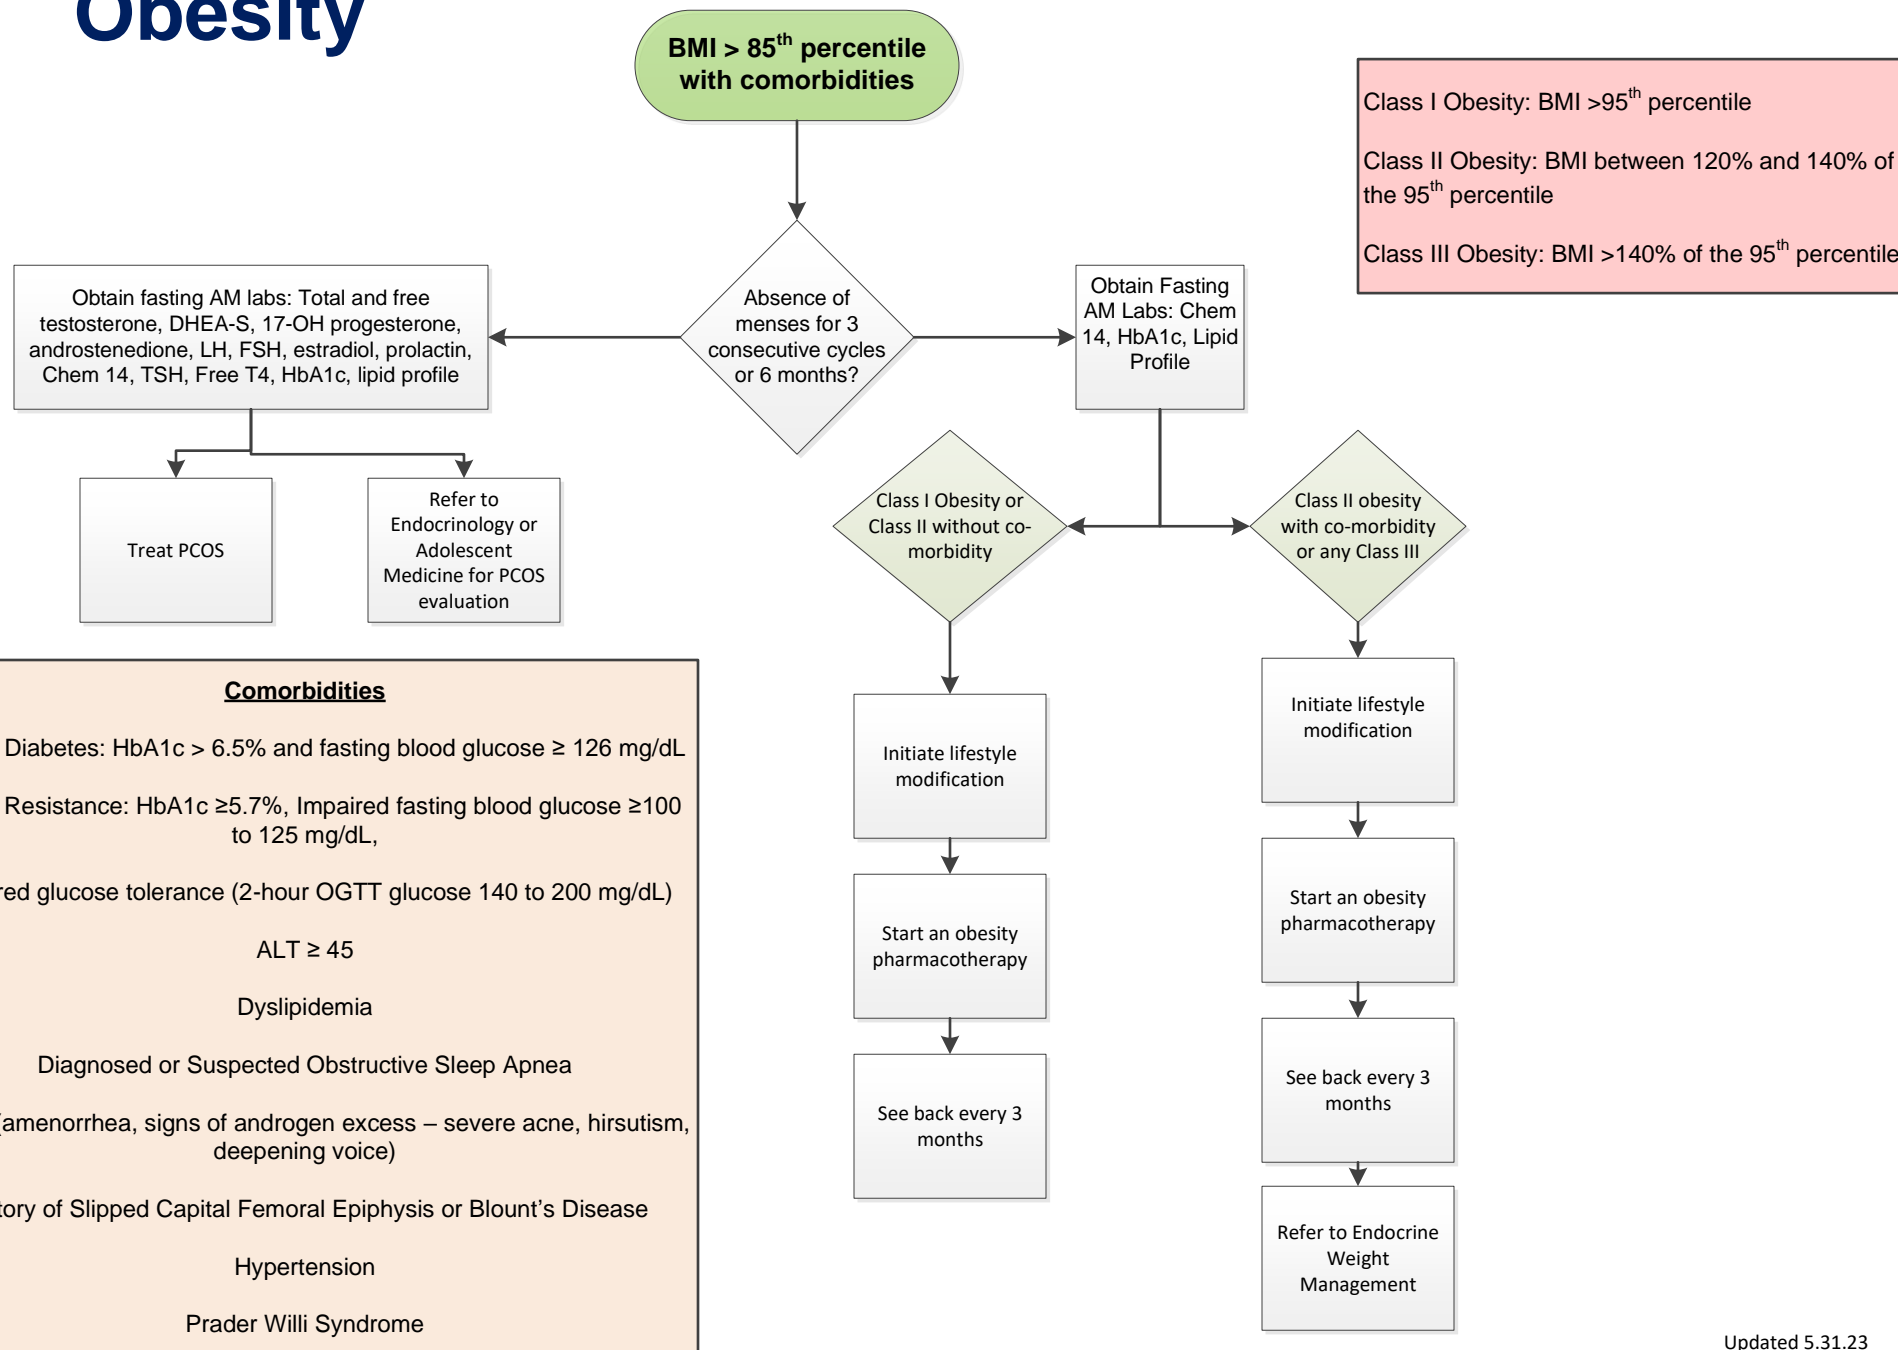 Obesity
BMI > 85th percentile
with comorbidities
Class I Obesity: BMI >95th percentile
Class II Obesity: BMI between 120% and 140% of
the 95th percentile
Class III Obesity: BMI >140% of the 95th percentile
Obtain fasting AM labs: Total and free
testosterone, DHEA-S, 17-OH progesterone,
androstenedione, LH, FSH, estradiol, prolactin,
Chem 14, TSH, Free T4, HbA1c, lipid profile
Absence of
menses for 3
consecutive cycles
or 6 months?
Obtain Fasting
AM Labs: Chem
14, HbA1c, Lipid
Profile
Treat PCOS
Refer to
Endocrinology or
Adolescent
Medicine for PCOS
evaluation
Class I Obesity or
Class II without co-
morbidity
Class II obesity
with co-morbidity
or any Class III
Comorbidities
Diabetes: HbA1c > 6.5% and fasting blood glucose ≥ 126 mg/dL
Resistance: HbA1c ≥5.7%, Impaired fasting blood glucose ≥100
to 125 mg/dL,
glucose tolerance (2-hour OGTT glucose 140 to 200 mg/dL)
ALT ≥ 45
Dyslipidemia
Diagnosed or Suspected Obstructive Sleep Apnea
(amenorrhea, signs of androgen excess – severe acne, hirsutism,
deepening voice)
of Slipped Capital Femoral Epiphysis or Blount's Disease
Hypertension
Prader Willi Syndrome
Initiate lifestyle
modification
Start an obesity
pharmacotherapy
See back every 3
months
Initiate lifestyle
modification
Start an obesity
pharmacotherapy
See back every 3
months
Refer to Endocrine
Weight
Management
Updated 5.31.23